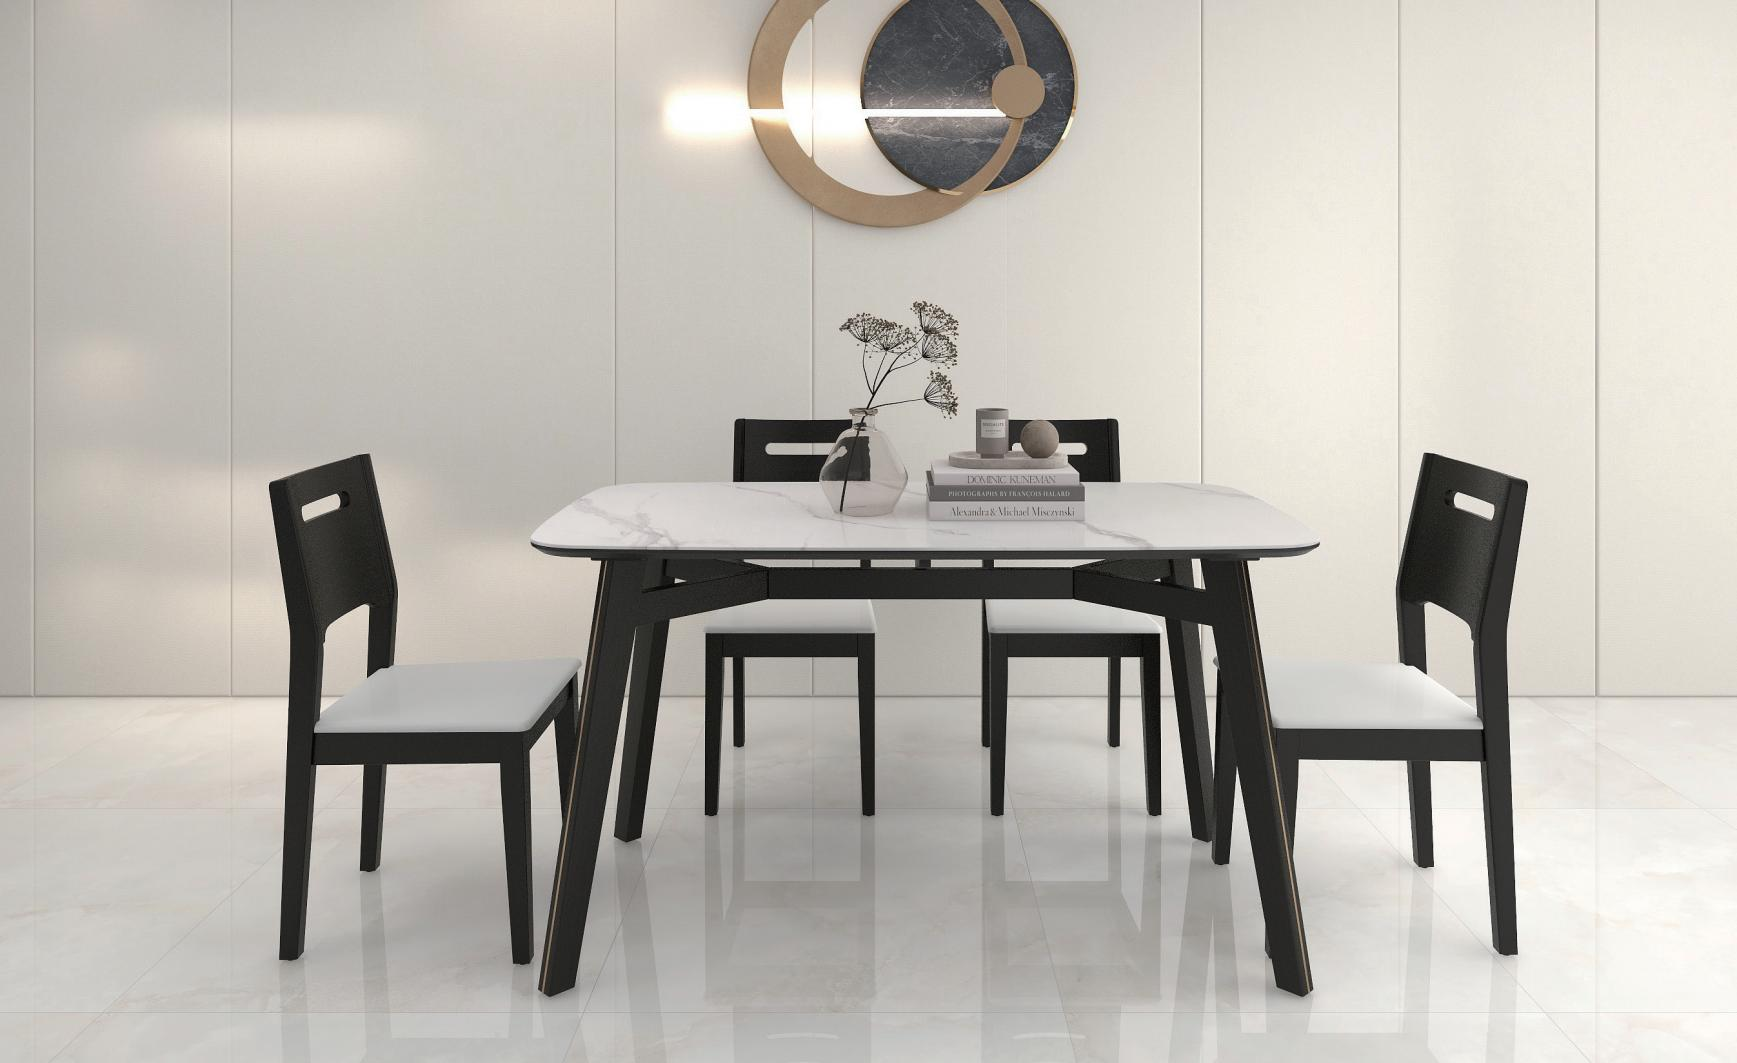 DOMINIC KUNEMAN
PHOTOGRAPHS BY FRANÇOIS HALARD
Alexandra & Michael Misczynski